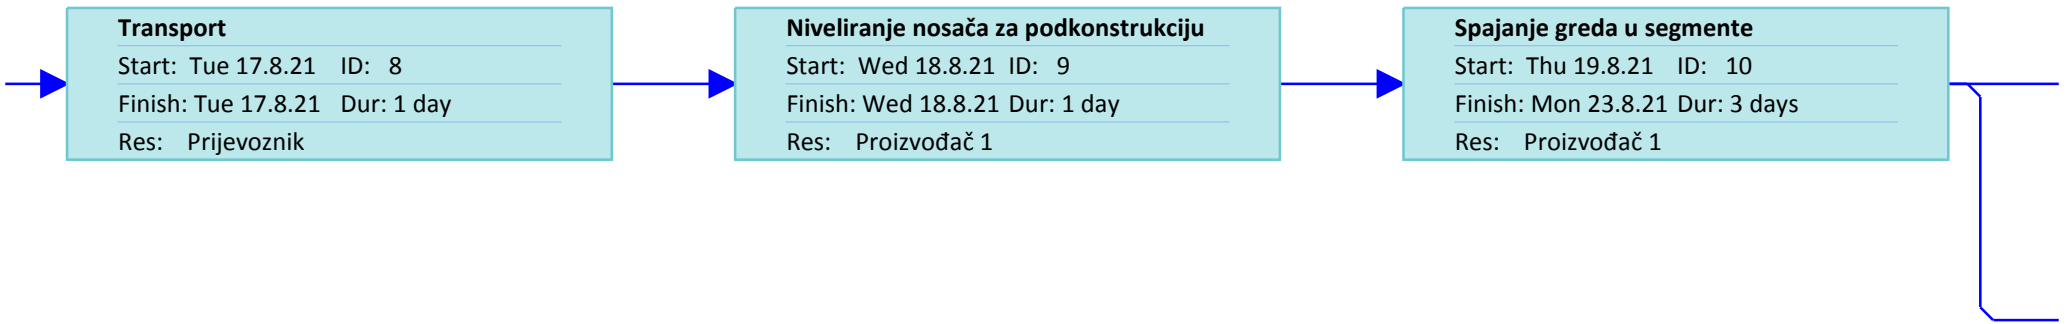 Transport
Start: Tue 17.8.21 ID: 8
Finish: Tue 17.8.21 Dur: 1 day
Res: Prijevoznik
Niveliranje nosača za podkonstrukciju
Start: Wed 18.8.21 ID: 9
Finish: Wed 18.8.21 Dur: 1 day
Res: Proizvođač 1
Spajanje greda u segmente
Start: Thu 19.8.21 ID: 10
Finish: Mon 23.8.21 Dur: 3 days
Res: Proizvođač 1